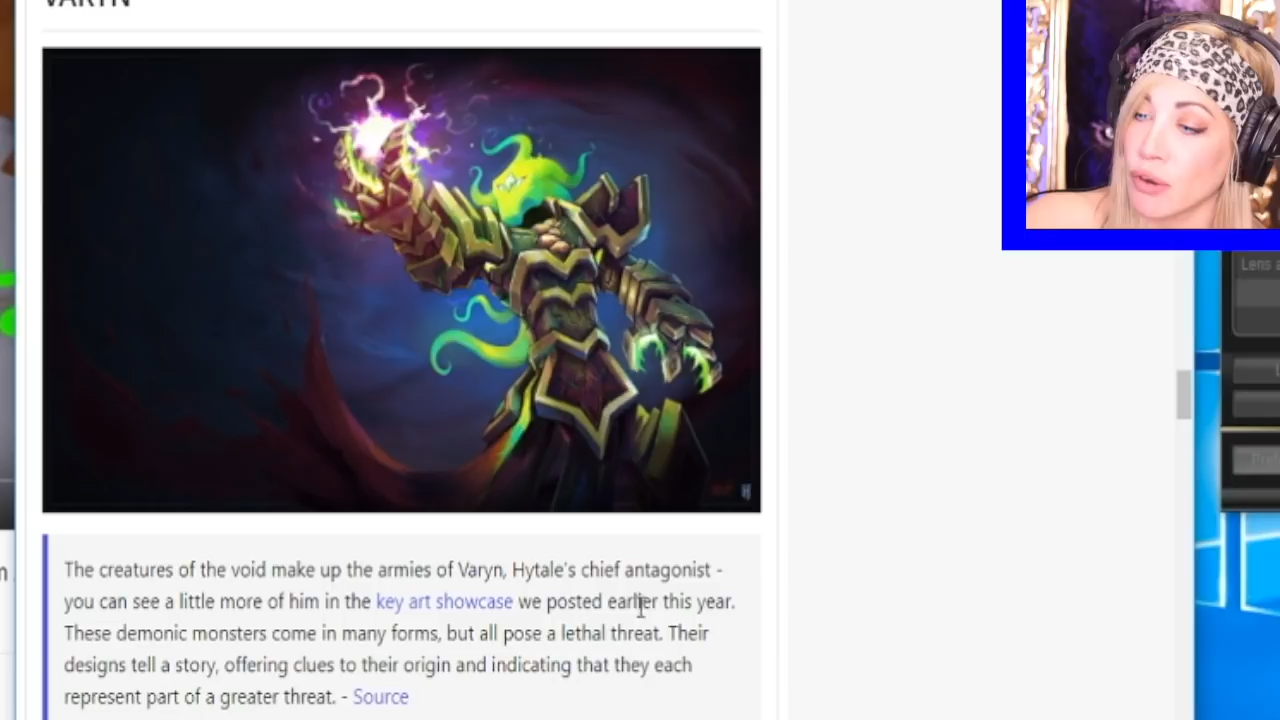 VARYN
The creatures of the void make up the armies of Varyn, Hytale's chief antagonist -
you can see a little more of him in the key art showcase we posted earlier this year.
These demonic monsters come in many forms, but all pose a lethal threat. Their
designs tell a story, offering clues to their origin and indicating that they each
represent part of a greater threat. - Source
Lens